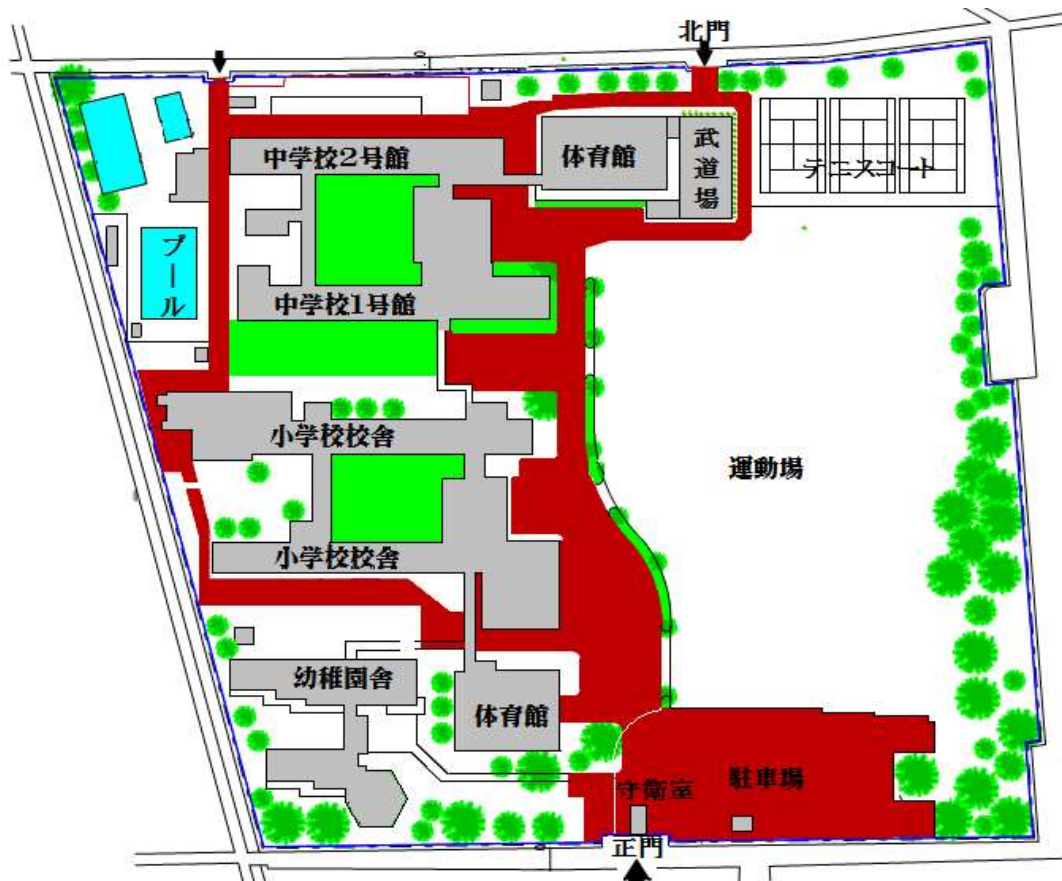 北門
中学校２号館
体育館
武道場
テニスコート
プール
中学校１号館
小学校校舎
運動場
小学校校舎
幼稚園舎
体育館
守衛室
駐車場
正門